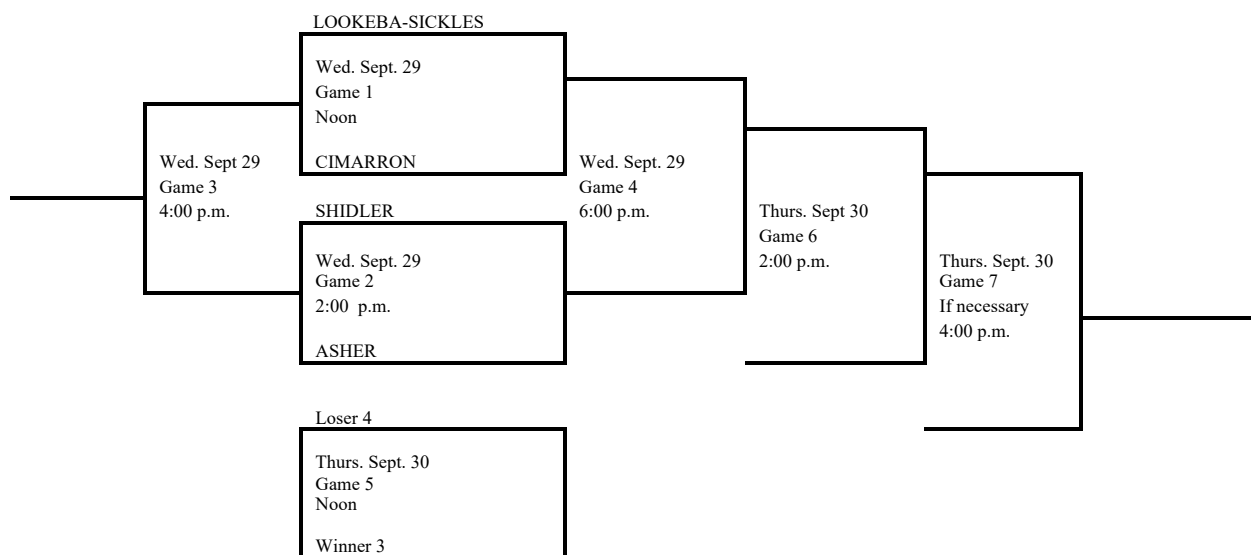 LOOKEBA-SICKLES
Wed. Sept. 29
Game 1
Noon
CIMARRON
Wed. Sept 29
Game 3
4:00 p.m.
SHIDLER
Wed. Sept. 29
Game 2
2:00  p.m.
ASHER
Wed. Sept. 29
Game 4
6:00 p.m.
Thurs. Sept 30
Game 6
2:00 p.m.
Thurs. Sept. 30
Game 7
If necessary
4:00 p.m.
Loser 4
Thurs. Sept. 30
Game 5
Noon
Winner 3